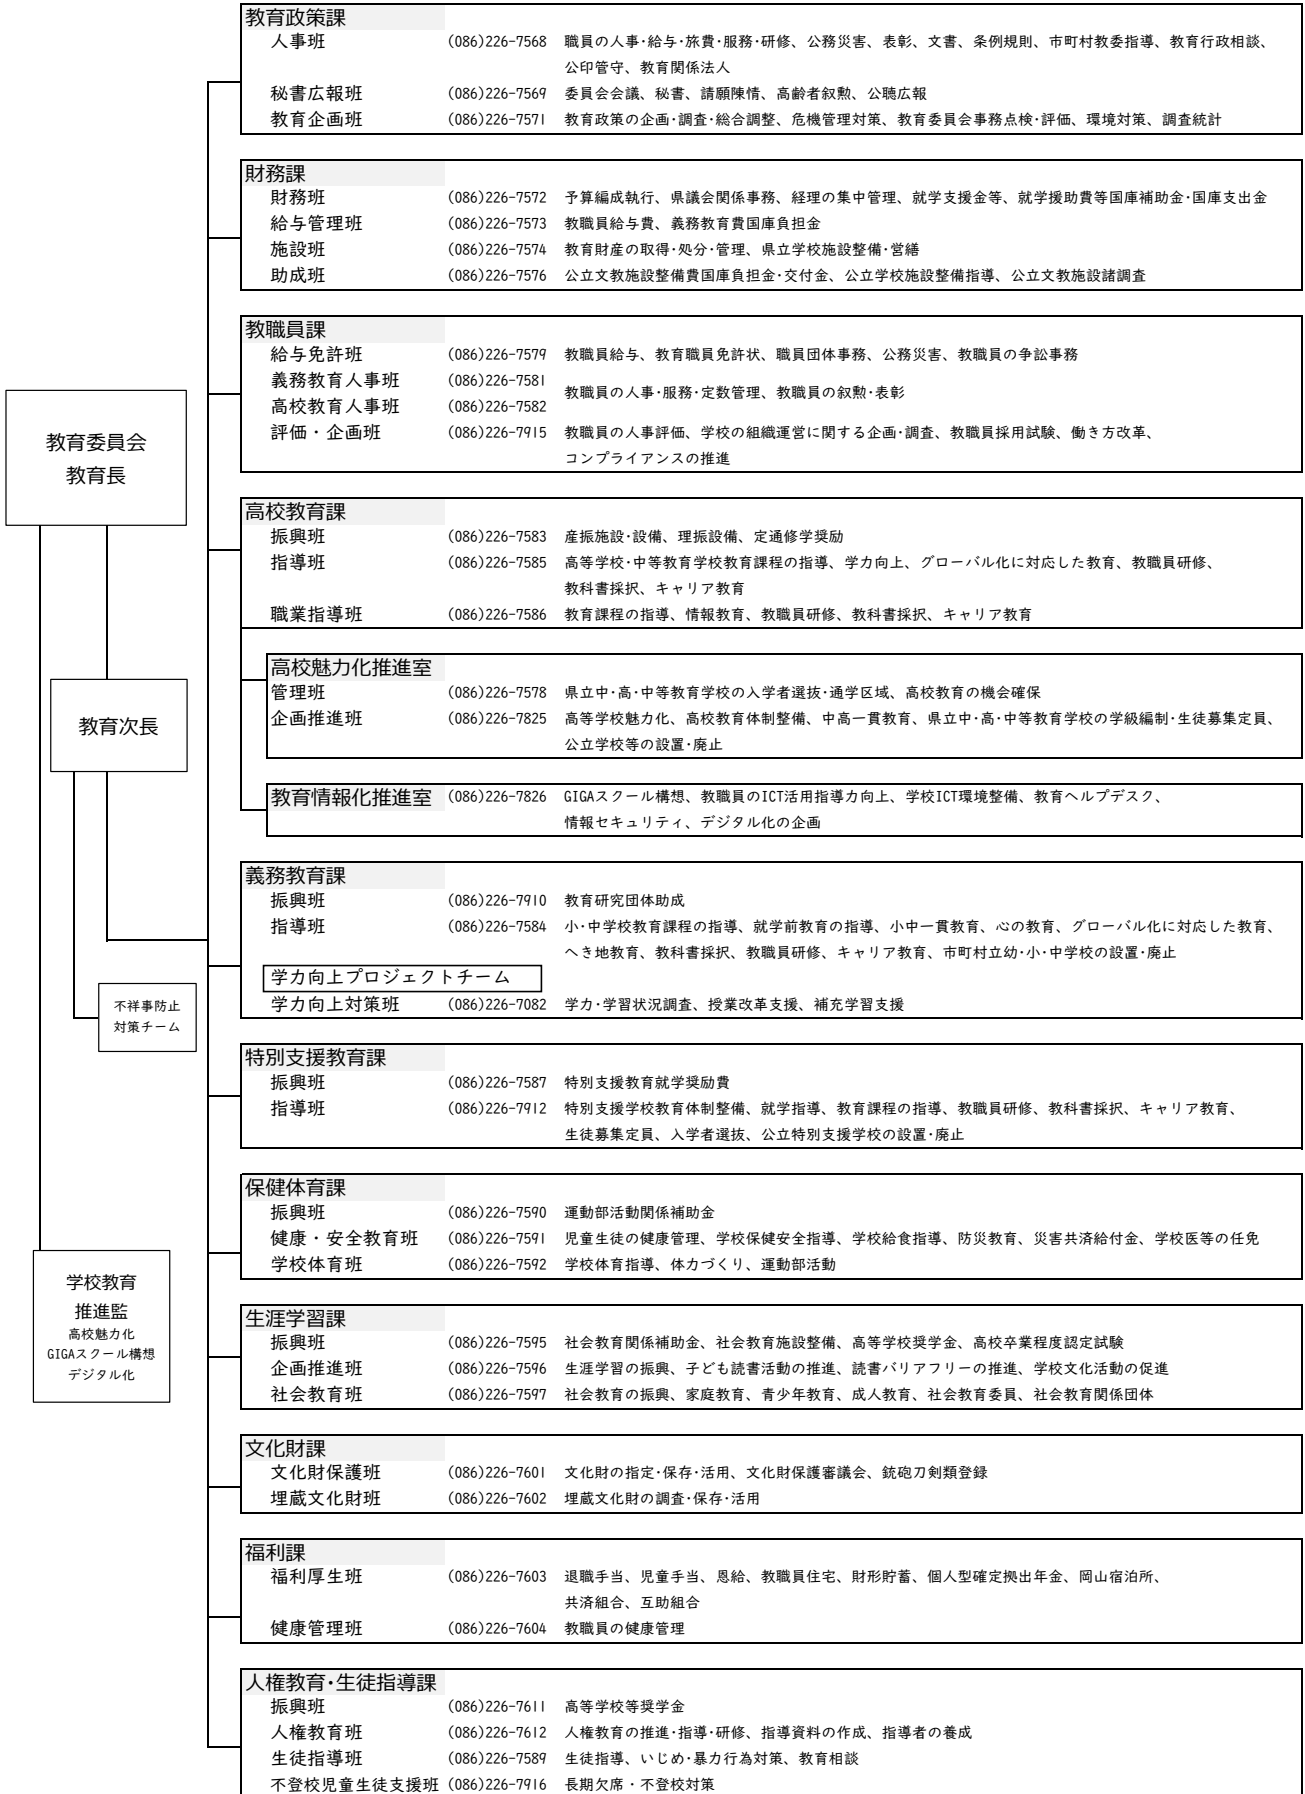 教育政策課
人事班 (086)226-7568 職員の人事･給与･旅費･服務･研修、公務災害、表彰、文書、条例規則、市町村教委指導、教育行政相談、
公印管守、教育関係法人
秘書広報班 (086)226-7569 委員会会議、秘書、請願陳情、高齢者叙勲、公聴広報
教育企画班 (086)226-7571 教育政策の企画･調査･総合調整、危機管理対策、教育委員会事務点検･評価、環境対策、調査統計
財務課
財務班 (086)226-7572 予算編成執行、県議会関係事務、経理の集中管理、就学支援金等、就学援助費等国庫補助金･国庫支出金
給与管理班 (086)226-7573 教職員給与費、義務教育費国庫負担金
施設班 (086)226-7574 教育財産の取得･処分･管理、県立学校施設整備･営繕
助成班 (086)226-7576 公立文教施設整備費国庫負担金･交付金、公立学校施設整備指導、公立文教施設諸調査
教職員課
給与免許班 (086)226-7579 教職員給与、教育職員免許状、職員団体事務、公務災害、教職員の争訟事務
義務教育人事班 (086)226-7581
教職員の人事･服務･定数管理、教職員の叙勲･表彰
高校教育人事班 (086)226-7582
評価・企画班 (086)226-7915 教職員の人事評価、学校の組織運営に関する企画･調査、教職員採用試験、働き方改革、
コンプライアンスの推進
教育委員会
教育長
高校教育課
振興班 (086)226-7583 産振施設･設備、理振設備、定通修学奨励
指導班 (086)226-7585 高等学校･中等教育学校教育課程の指導、学力向上、グローバル化に対応した教育、教職員研修、
教科書採択、キャリア教育
職業指導班 (086)226-7586 教育課程の指導、情報教育、教職員研修、教科書採択、キャリア教育
高校魅力化推進室
管理班 (086)226-7578 県立中･高･中等教育学校の入学者選抜･通学区域、高校教育の機会確保
企画推進班 (086)226-7825 高等学校魅力化、高校教育体制整備、中高一貫教育、県立中･高･中等教育学校の学級編制･生徒募集定員、
公立学校等の設置･廃止
教育次長
教育情報化推進室 (086)226-7826 GIGAスクール構想、教職員のICT活用指導力向上、学校ICT環境整備、教育ヘルプデスク、
情報セキュリティ、デジタル化の企画
義務教育課
振興班 (086)226-7910 教育研究団体助成
指導班 (086)226-7584 小･中学校教育課程の指導、就学前教育の指導、小中一貫教育、心の教育、グローバル化に対応した教育、
へき地教育、教科書採択、教職員研修、キャリア教育、市町村立幼･小･中学校の設置･廃止
学力向上プロジェクトチーム
学力向上対策班 (086)226-7082 学力･学習状況調査、授業改革支援、補充学習支援
不祥事防止
対策チーム
特別支援教育課
振興班 (086)226-7587 特別支援教育就学奨励費
指導班 (086)226-7912 特別支援学校教育体制整備、就学指導、教育課程の指導、教職員研修、教科書採択、キャリア教育、
生徒募集定員、入学者選抜、公立特別支援学校の設置･廃止
保健体育課
振興班 (086)226-7590 運動部活動関係補助金
健康・安全教育班 (086)226-7591 児童生徒の健康管理、学校保健安全指導、学校給食指導、防災教育、災害共済給付金、学校医等の任免
学校体育班 (086)226-7592 学校体育指導、体力づくり、運動部活動
学校教育
推進監
高校魅力化
GIGAスクール構想
デジタル化
生涯学習課
振興班 (086)226-7595 社会教育関係補助金、社会教育施設整備、高等学校奨学金、高校卒業程度認定試験
企画推進班 (086)226-7596 生涯学習の振興、子ども読書活動の推進、読書バリアフリーの推進、学校文化活動の促進
社会教育班 (086)226-7597 社会教育の振興、家庭教育、青少年教育、成人教育、社会教育委員、社会教育関係団体
文化財課
文化財保護班 (086)226-7601 文化財の指定･保存･活用、文化財保護審議会、銃砲刀剣類登録
埋蔵文化財班 (086)226-7602 埋蔵文化財の調査･保存･活用
福利課
福利厚生班 (086)226-7603 退職手当、児童手当、恩給、教職員住宅、財形貯蓄、個人型確定拠出年金、岡山宿泊所、
共済組合、互助組合
健康管理班 (086)226-7604 教職員の健康管理
人権教育･生徒指導課
振興班 (086)226-7611 高等学校等奨学金
人権教育班 (086)226-7612 人権教育の推進･指導･研修、指導資料の作成、指導者の養成
生徒指導班 (086)226-7589 生徒指導、いじめ･暴力行為対策、教育相談
不登校児童生徒支援班 (086)226-7916 長期欠席・不登校対策